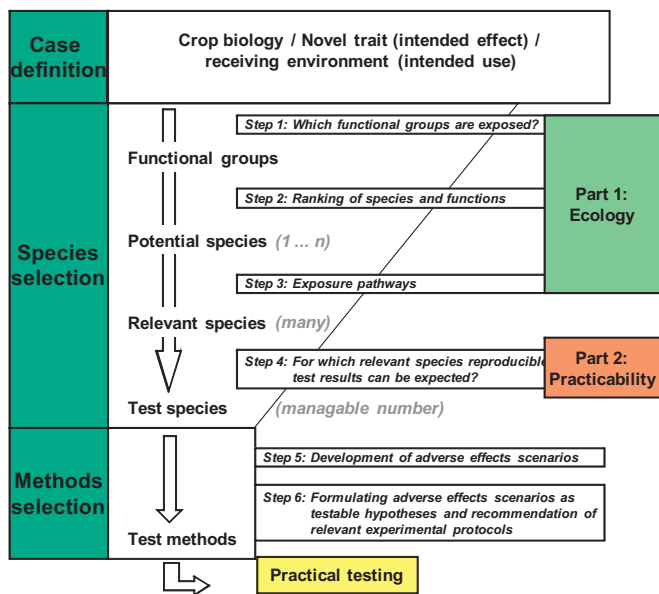 Case
definition
Crop biology / Novel trait (intended effect) /
receiving environment (intended use)
Step 1: Which functional groups are exposed?
Functional groups
Part 1:
Ecology
Step 2: Ranking of species and functions
Potential species (1 ... n)
Species
selection
Step 3: Exposure pathways
Relevant species (many)
Step 4: For which relevant species reproducible
test results can be expected?
Part 2:
Practicability
Test species (managable number)
Methods
selection
Step 5: Development of adverse effects scenarios
Step 6: Formulating adverse effects scenarios as
testable hypotheses and recommendation of
relevant experimental protocols
Test methods
Practical testing